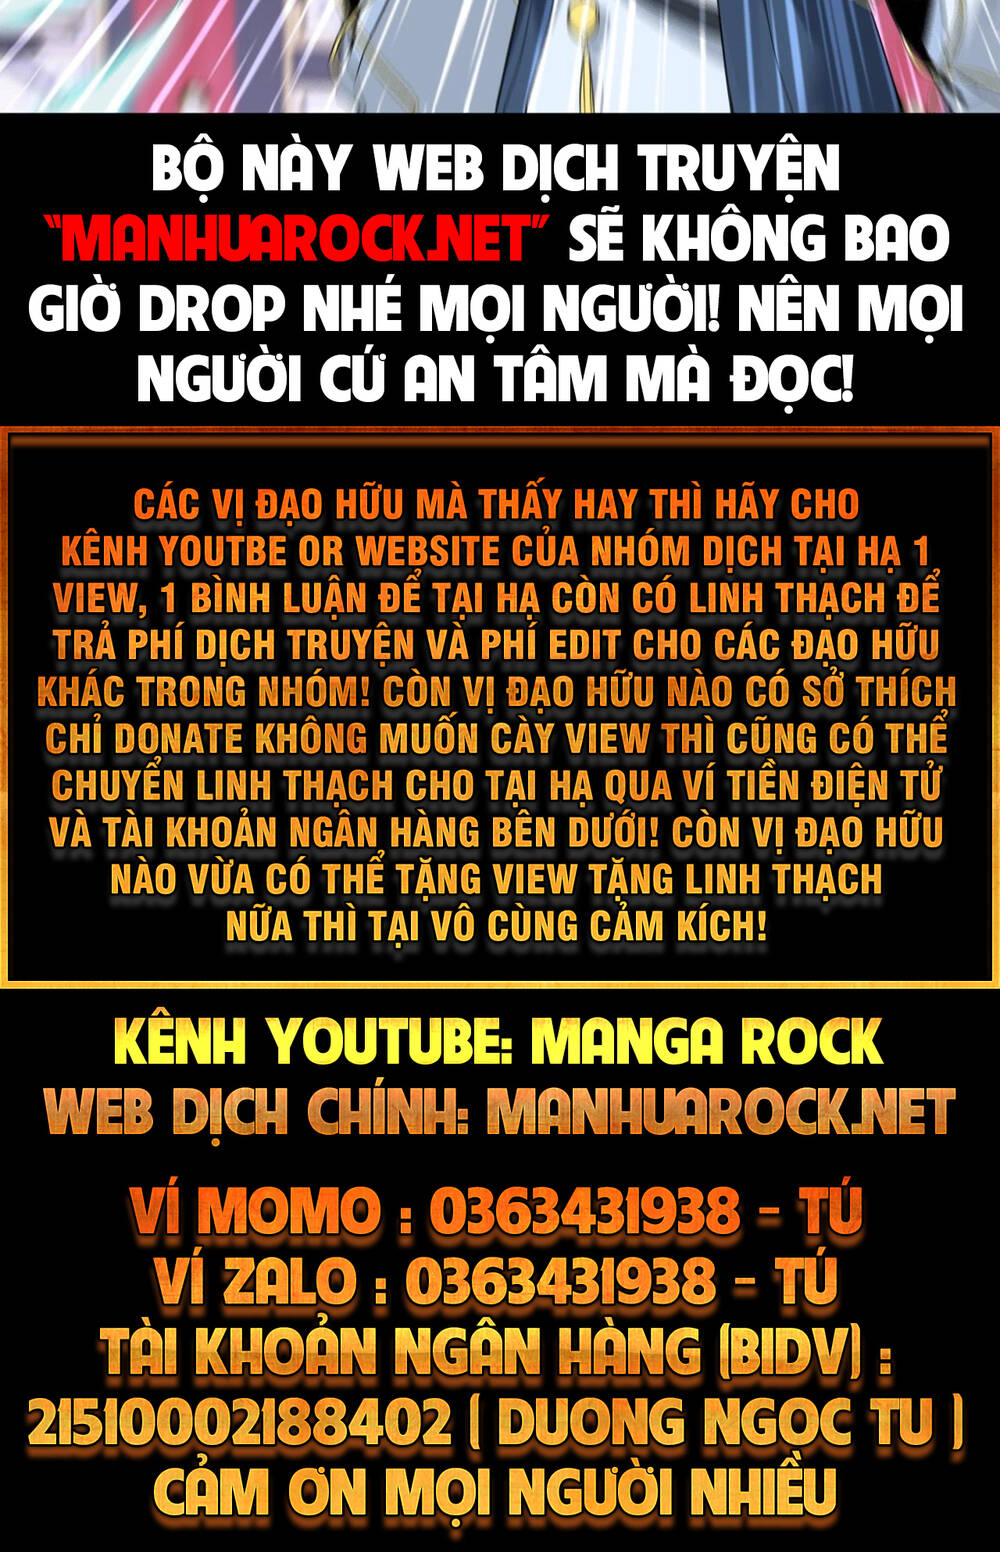 BỘ NÀY WEB DỊCH TRUYỆN
“MANHUAROCK.NET” SẼ KHÔNG BAO
GIỜ DROP NHÉ MỌI NGƯỜI! NÊN MỌI
NGƯỜI CỨ AN TÂM MÀ ĐỌC!
CÁC VỊ ĐẠO HỮU MÀ THẤY HAY THÌ HÃY CHO
KÊNH YOUTBE OR WEBSITE CỦA NHÓM DỊCH TẠI HẠ 1
VIEW, 1 BÌNH LUẬN ĐỂ TẠI HẠ CÒN CÓ LINH THẠCH ĐỂ
TRẢ PHÍ DỊCH TRUYỆN VÀ PHÍ EDIT CHO CÁC ĐẠO HỮU
KHÁC TRONG NHÓM! CÒN VỊ ĐẠO HỮU NÀO CÓ SỞ THÍCH
CHỈ DONATE KHÔNG MUỐN CÀY VIEW THÌ CŨNG CÓ THỂ
CHUYỂN LINH THẠCH CHO TẠI HẠ QUA VÍ TIỀN ĐIỆN TỬ
VÀ TÀI KHOẢN NGÂN HÀNG BÊN DƯỚI! CÒN VỊ ĐẠO HỮU
NÀO VỪA CÓ THỂ TẶNG VIEW TẶNG LINH THẠCH
NỮA THÌ TẠI VÔ CÙNG CẢM KÍCH!
KÊNH YOUTUBE: MANGA ROCK
WEB DỊCH CHÍNH: MANHUAROCK.NET
VÍ MOMO : 0363431938 - TÚ
VÍ ZALO : 0363431938 - TÚ
TÀI KHOẢN NGÂN HÀNG (BIDV) :
21510002188402 ( DUONG NGỌC TU )
CẢM ƠN MỌI NGƯỜI NHIỀU